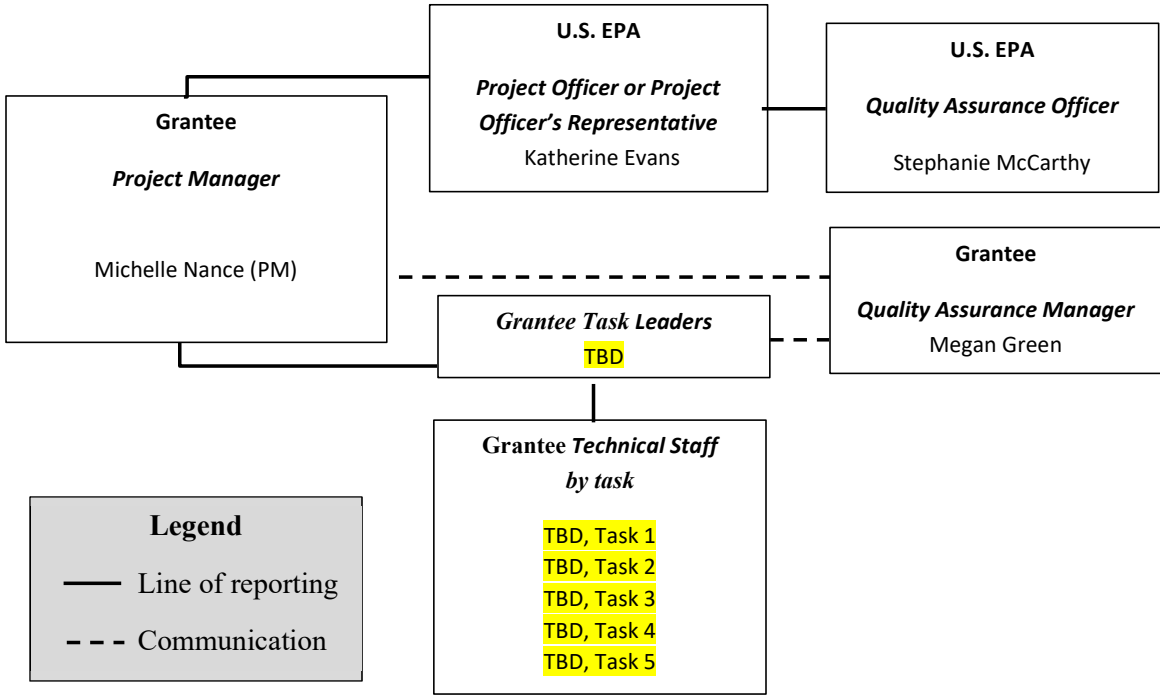 U.S. EPA
Project Officer or Project
Officer’s Representative
Katherine Evans
U.S. EPA
Quality Assurance Officer
Stephanie McCarthy
Grantee
Project Manager
Michelle Nance (PM)
Grantee
Quality Assurance Manager
Megan Green
Grantee Task Leaders
TBD
Grantee Technical Staff
by task
TBD, Task 1
TBD, Task 2
TBD, Task 3
TBD, Task 4
TBD, Task 5
Legend
Line of reporting
Communication